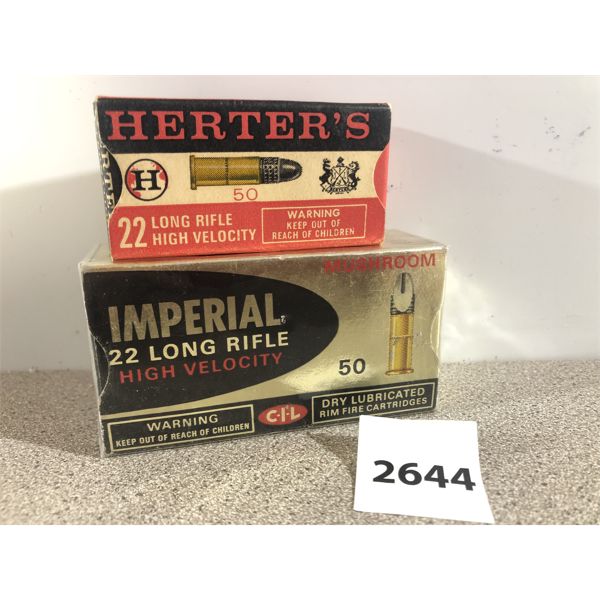 HERTER'S
H
50
HERTERS
22 LONG RIFLE
HIGH VELOCITY
WARNING
KEEP OUT OF
REACH OF CHILDREN
MUSHROOM
IMPERIAL
22 LONG RIFLE
HIGH VELOCITY
50
WARNING
KEEP OUT OF REACH OF CHILDREN
C-I-L
DRY LUBRICATED
RIM FIRE CARTRIDGES
2644